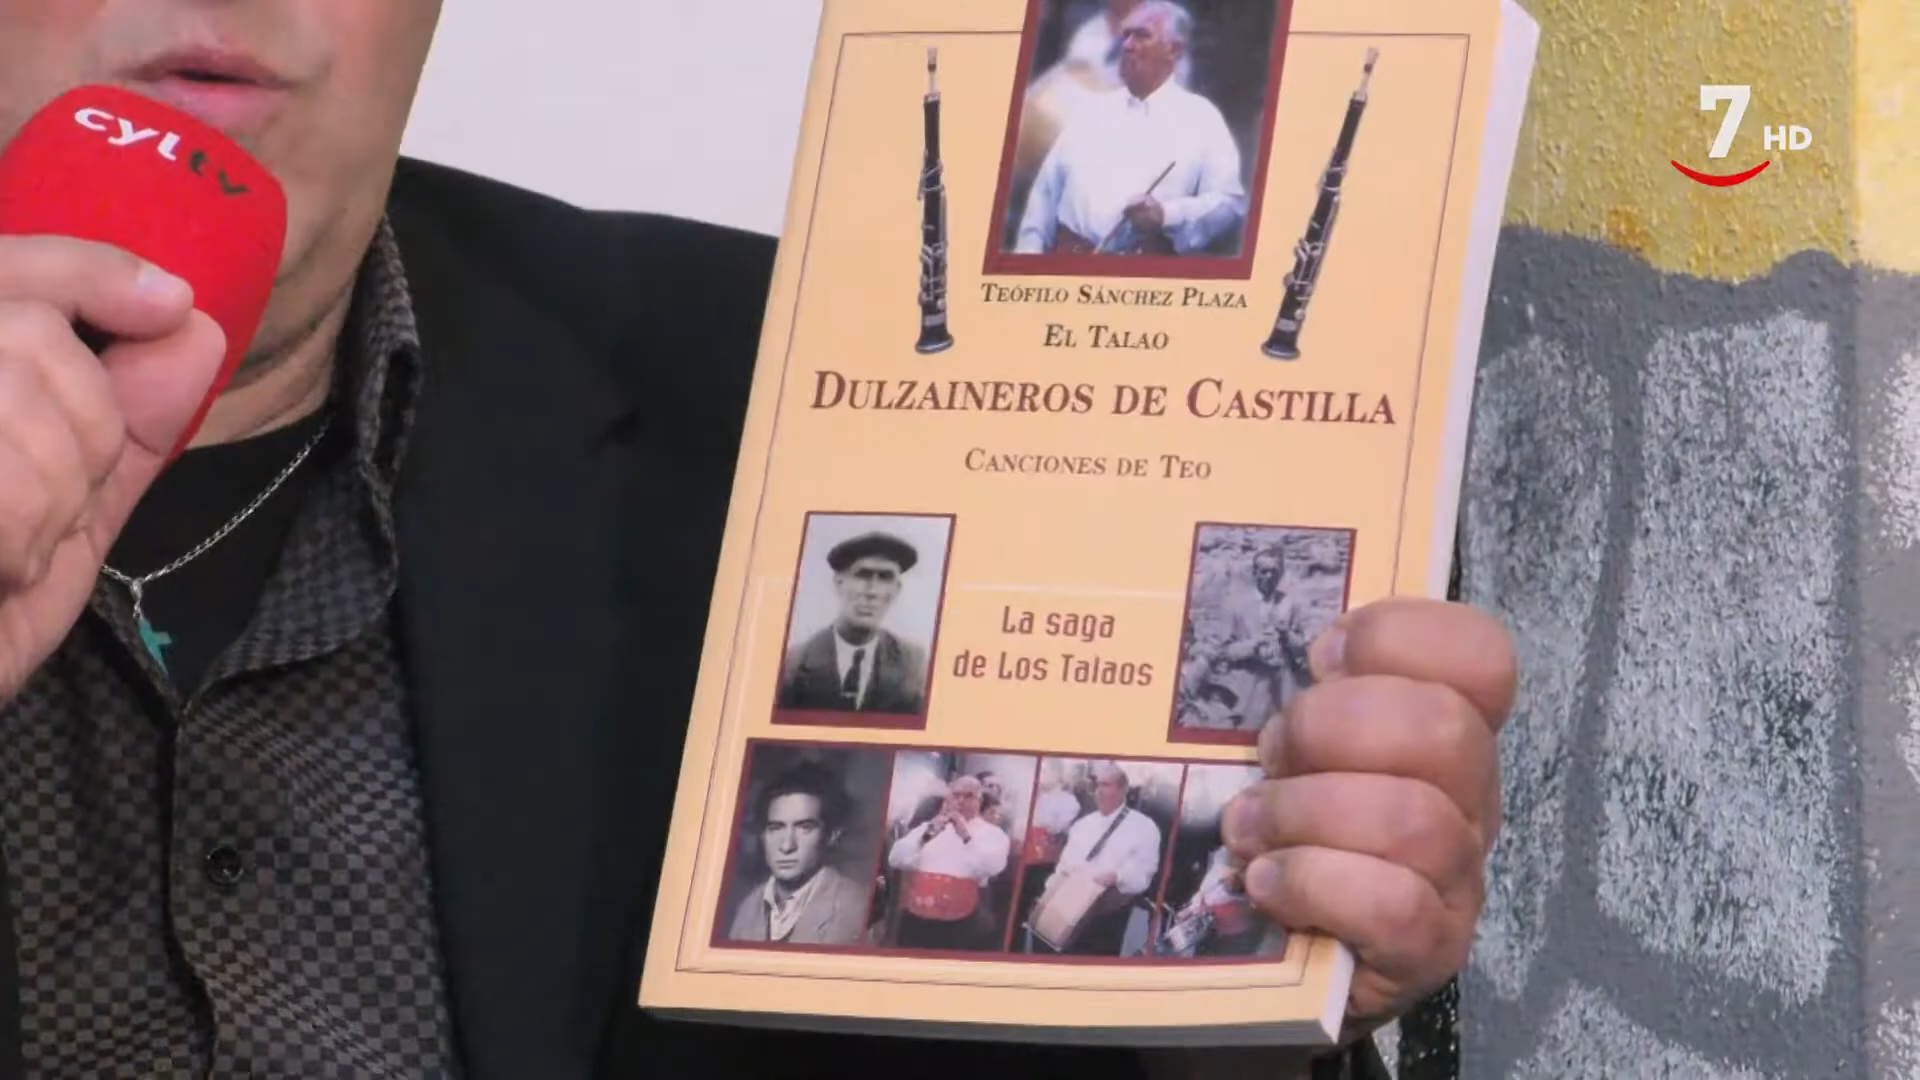 cyltv
7 HD
TEÓFILO SÁNCHEZ PLAZA
EL TALAO
DULZAINEROS DE CASTILLA
CANCIONES DE TEO
La saga
de Los Talaos